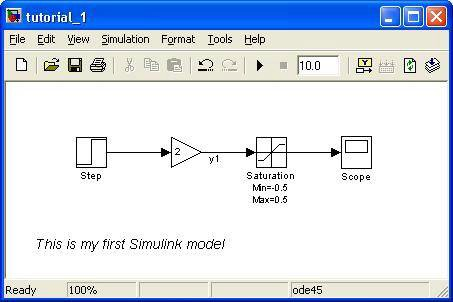 tutorial_1
File Edit View Simulation Format Tools Help
10.0
2
y1
Step
Saturation
Min=-0.5
Max=0.5
Scope
This is my first Simulink model
Ready 100% ode45